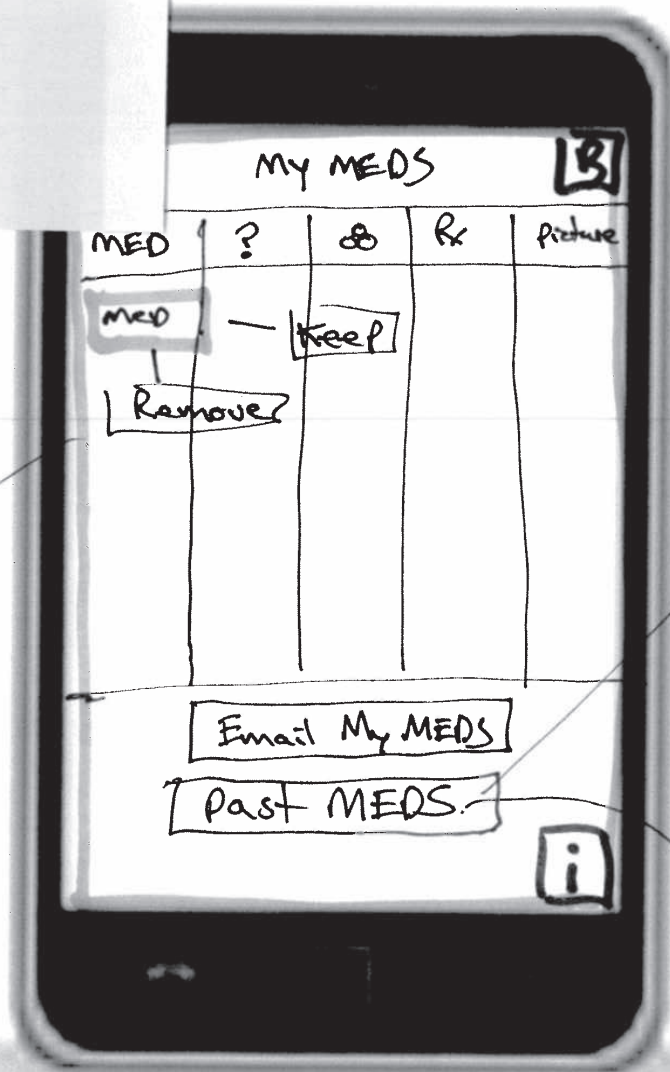 My MEDS
B
MED ? Rx Picture
MED
Keep
Remove
Email My MEDS
Past MEDS.
i